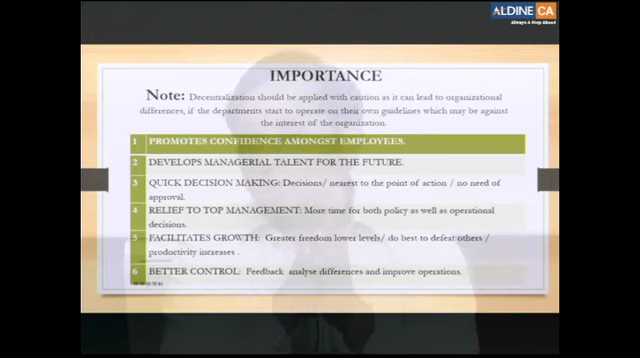 ALDINE CA
Always A Step Ahead
IMPORTANCE
Note: Decentralization should be applied with caution as it can lead to organizational
differences, if the departments start to operate on their own guidelines which may be against
the interest of the organization.
1 PROMOTES CONFIDENCE AMONGST EMPLOYEES.
2 DEVELOPS MANAGERIAL TALENT FOR THE FUTURE.
3 QUICK DECISION MAKING: Decisions/ nearest to the point of action / no need of
approval.
4 RELIEF TO TOP MANAGEMENT: More time for both policy as well as operational
decisions.
5 FACILITATES GROWTH: Greater freedom lower levels/ do best to defeat others /
productivity increases .
6 BETTER CONTROL: Feedback analyse differences and improve operations.